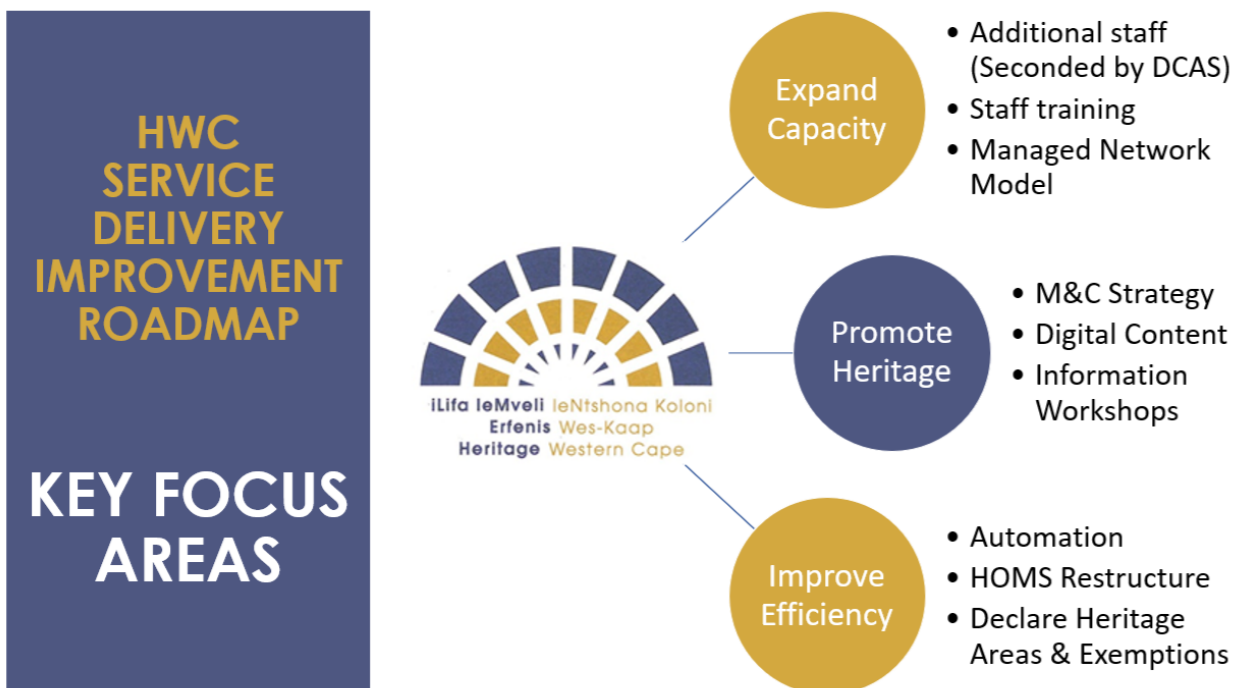 HWC
SERVICE
DELIVERY
IMPROVEMENT
ROADMAP
KEY FOCUS
AREAS
iLifa leMveli leNtshona Koloni
Erfenis Wes-Kaap
Heritage Western Cape
Expand
Capacity
• Additional staff
(Seconded by DCAS)
• Staff training
• Managed Network
Model
Promote
Heritage
• M&C Strategy
• Digital Content
• Information
Workshops
Improve
Efficiency
• Automation
• HOMS Restructure
• Declare Heritage
Areas & Exemptions